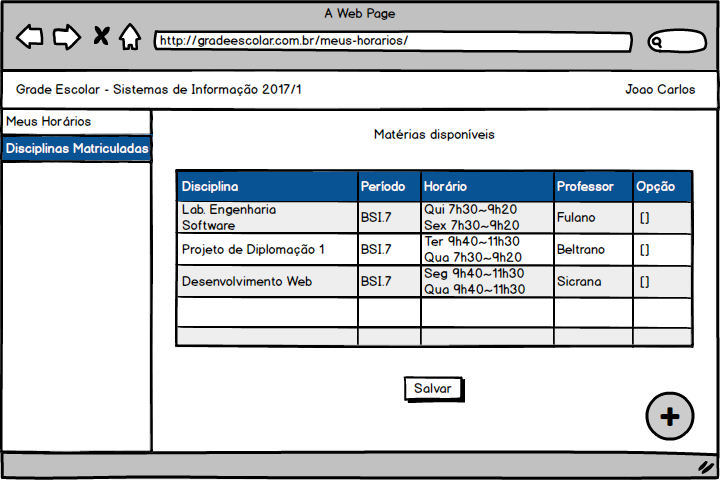 A Web Page
http://gradeescolar.com.br/meus-horarios/
Grade Escolar - Sistemas de Informação 2017/1
Joao Carlos
Meus Horários
Disciplinas Matriculadas
Matérias disponíveis
Disciplina Período Horário Professor Opção
Lab. Engenharia Software BSI.7 Qui 7h30~9h20 Sex 7h30~9h20 Fulano []
Projeto de Diplomação 1 BSI.7 Ter 9h40~11h30 Qua 7h30~9h20 Beltrano []
Desenvolvimento Web BSI.7 Seg 9h40~11h30 Qua 9h40~11h30 Sicrana []
Salvar